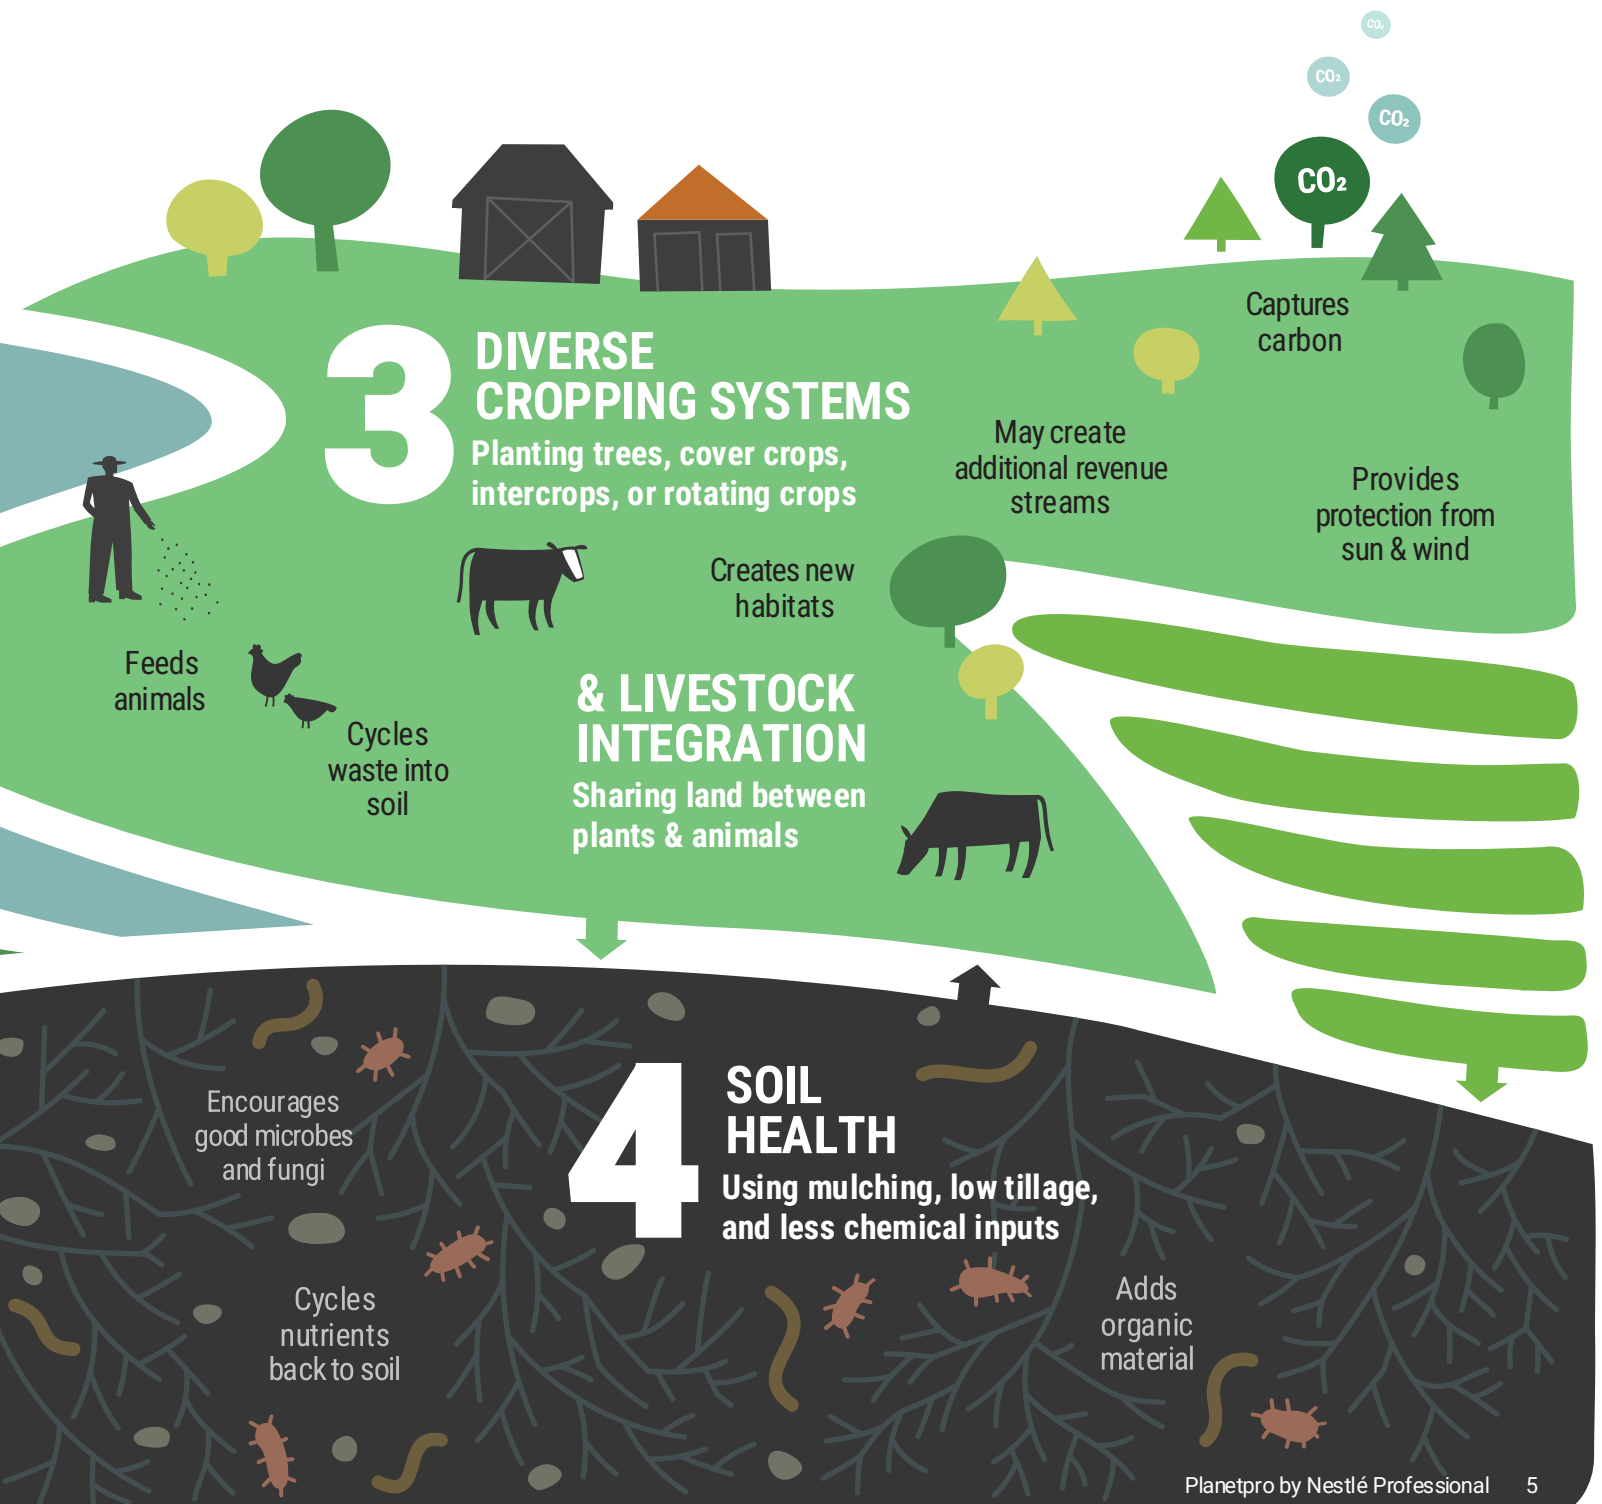 CO₂
CO₂
CO₂
CO₂
Captures
carbon
3
DIVERSE
CROPPING SYSTEMS
Planting trees, cover crops,
intercrops, or rotating crops
May create
additional revenue
streams
Provides
protection from
sun & wind
Creates new
habitats
Feeds
animals
Cycles
waste into
soil
& LIVESTOCK
INTEGRATION
Sharing land between
plants & animals
4
SOIL
HEALTH
Using mulching, low tillage,
and less chemical inputs
Encourages
good microbes
and fungi
Cycles
nutrients
back to soil
Adds
organic
material
Planetpro by Nestlé Professional 5